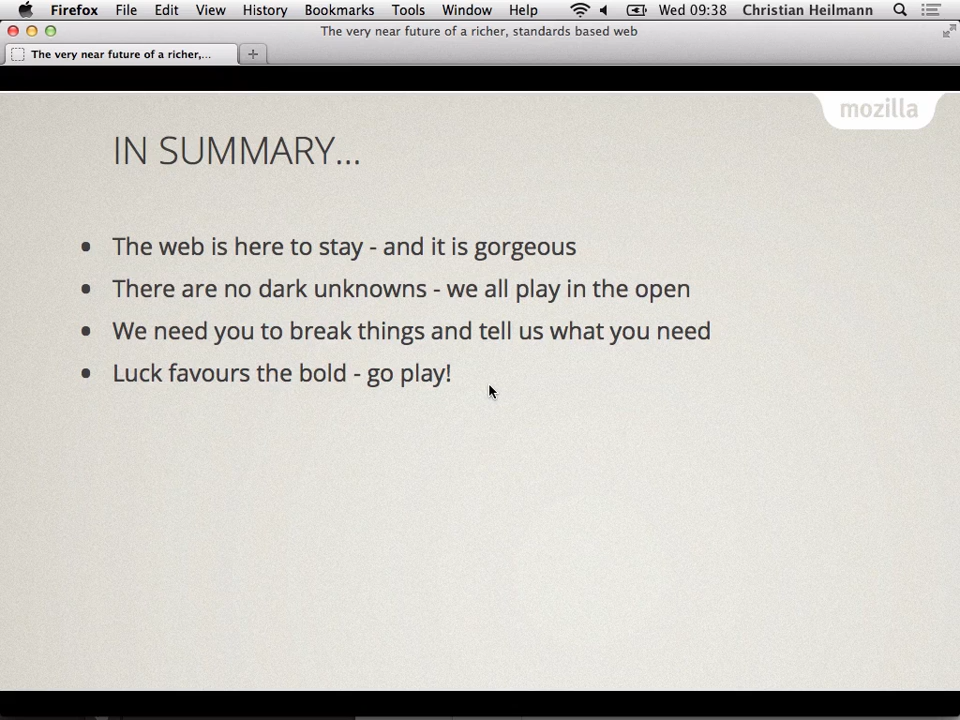 Firefox File Edit View History Bookmarks Tools Window Help Wed 09:38 Christian Heilmann
The very near future of a richer, standards based web
The very near future of a richer,...
mozilla
IN SUMMARY...
• The web is here to stay - and it is gorgeous
• There are no dark unknowns - we all play in the open
• We need you to break things and tell us what you need
• Luck favours the bold - go play!